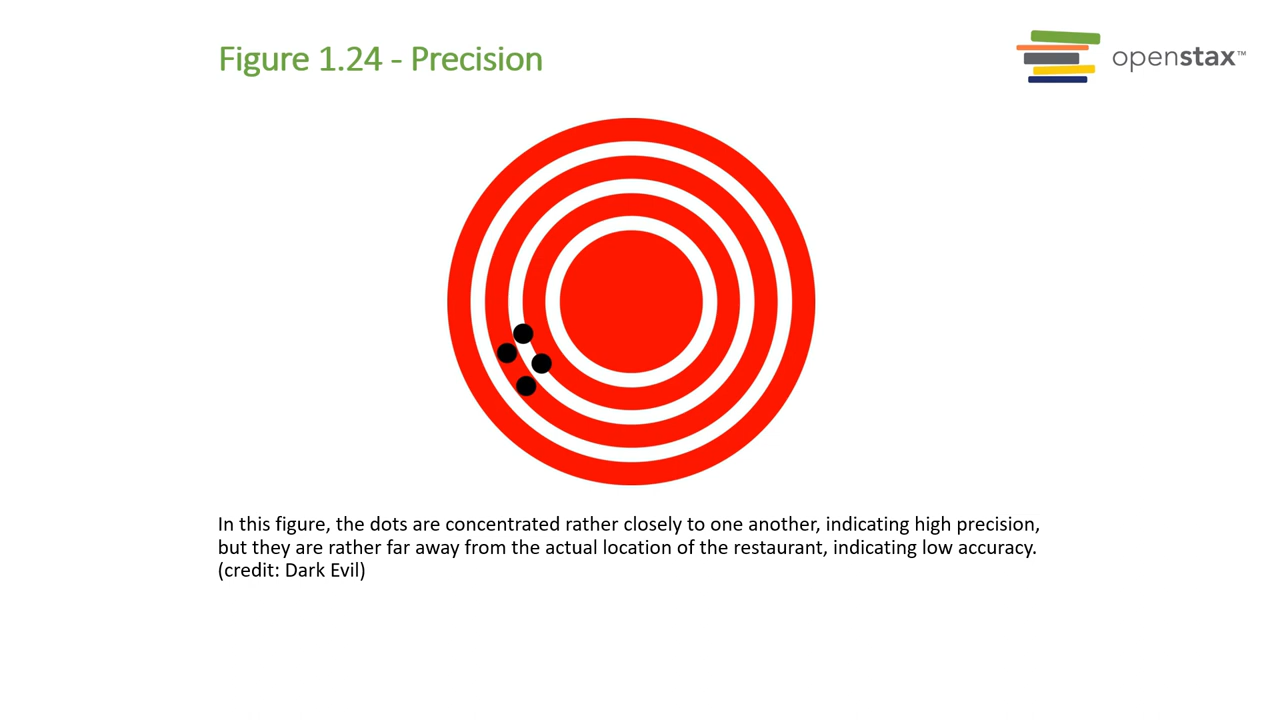 Figure 1.24 - Precision
openstax™
In this figure, the dots are concentrated rather closely to one another, indicating high precision,
but they are rather far away from the actual location of the restaurant, indicating low accuracy.
(credit: Dark Evil)